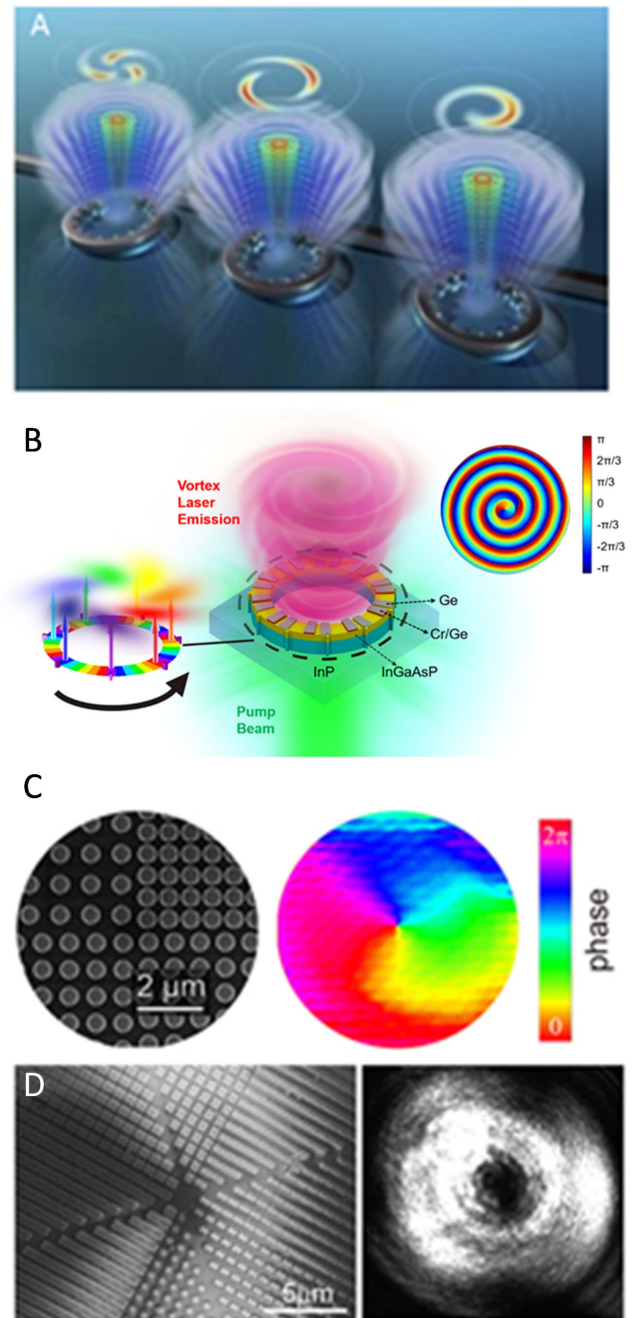 A
B
Vortex
Laser
Emission
π
2π/3
π/3
0
-π/3
-2π/3
-π
Ge
Cr/Ge
InP
InGaAsP
Pump
Beam
C
2 μm
2π
0
phase
D
5μm